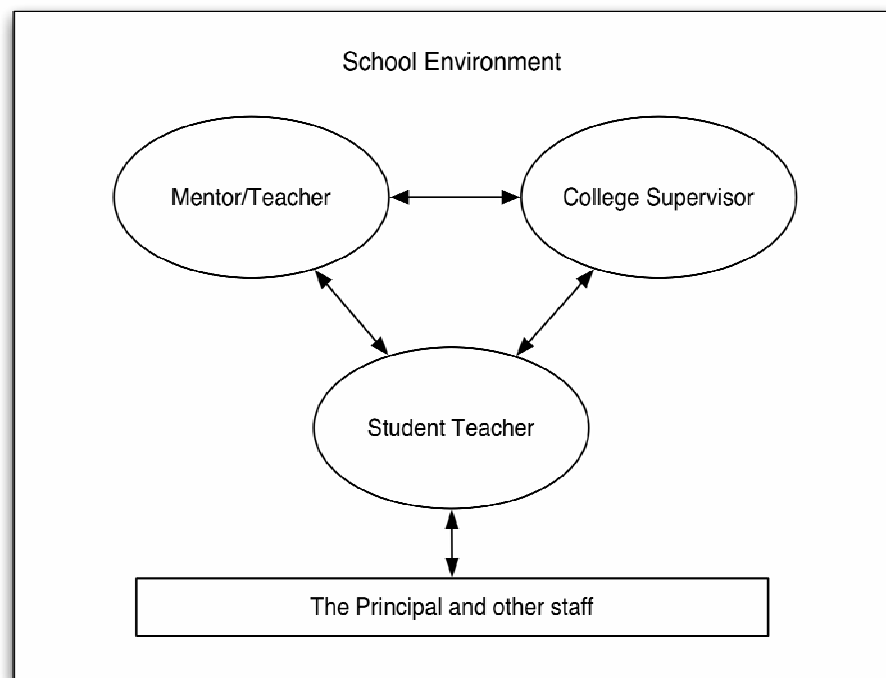 School Environment
Mentor/Teacher
College Supervisor
Student Teacher
The Principal and other staff